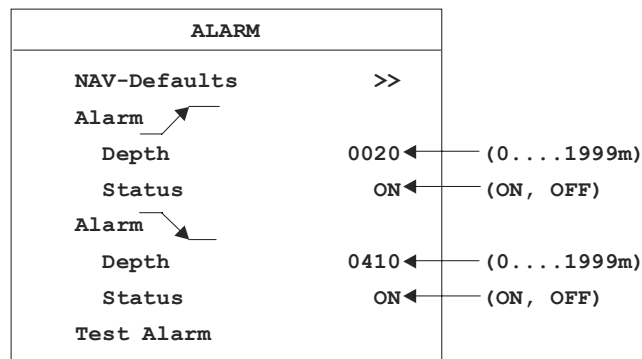 ALARM
NAV-Defaults >>
Alarm
Depth 0020 (0....1999m)
Status ON (ON, OFF)
Alarm
Depth 0410 (0....1999m)
Status ON (ON, OFF)
Test Alarm